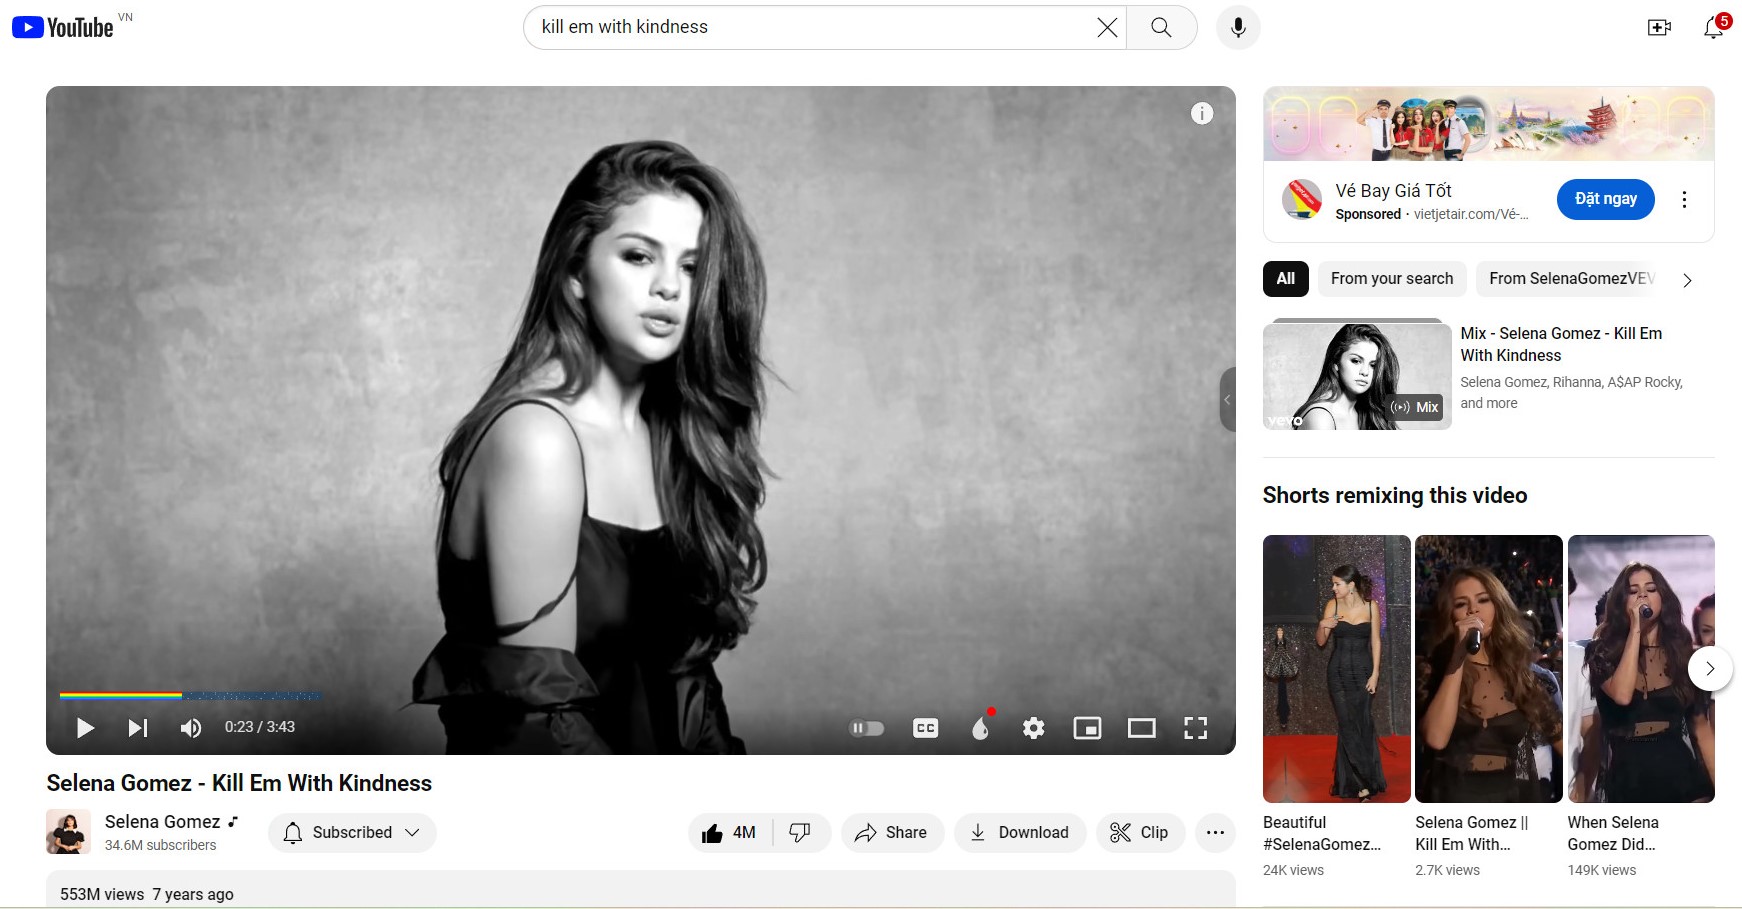 YouTube VN
kill em with kindness
5
Vé Bay Giá Tốt
Sponsored · vietjetair.com/Vé-...
Đặt ngay
All
From your search
From SelenaGomezVEV
vevo
Mix
Mix - Selena Gomez - Kill Em
With Kindness
Selena Gomez, Rihanna, A$AP Rocky,
and more
Shorts remixing this video
0:23 / 3:43
CC
Selena Gomez - Kill Em With Kindness
Selena Gomez
34.6M subscribers
Subscribed
4M
Share
Download
Clip
553M views 7 years ago
Beautiful
#SelenaGomez...
24K views
Selena Gomez ||
Kill Em With...
2.7K views
When Selena
Gomez Did...
149K views